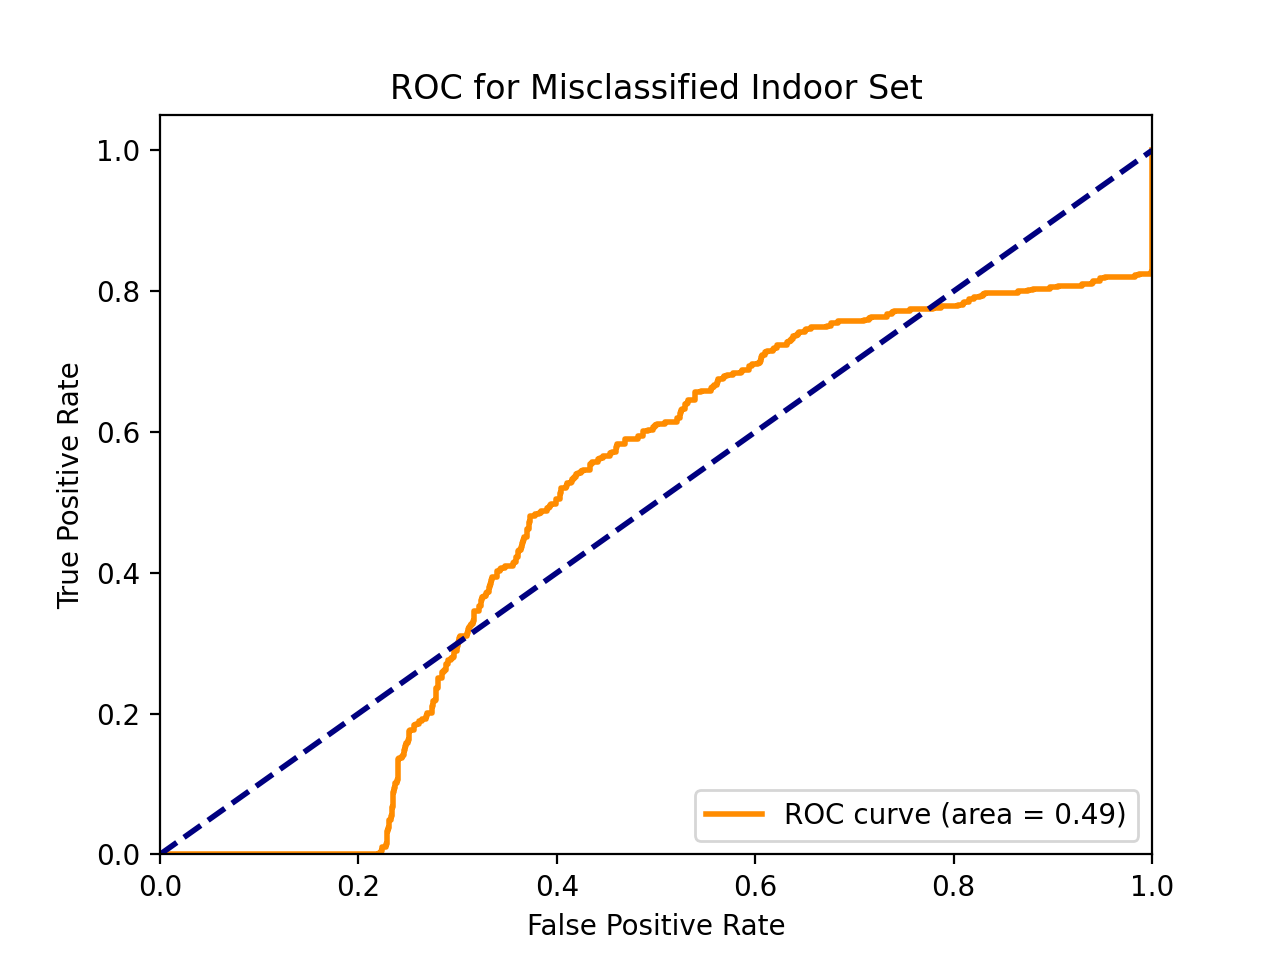 ROC for Misclassified Indoor Set
True Positive Rate
1.0
0.8
0.6
0.4
0.2
0.0
ROC curve (area = 0.49)
0.0 0.2 0.4 0.6 0.8 1.0
False Positive Rate